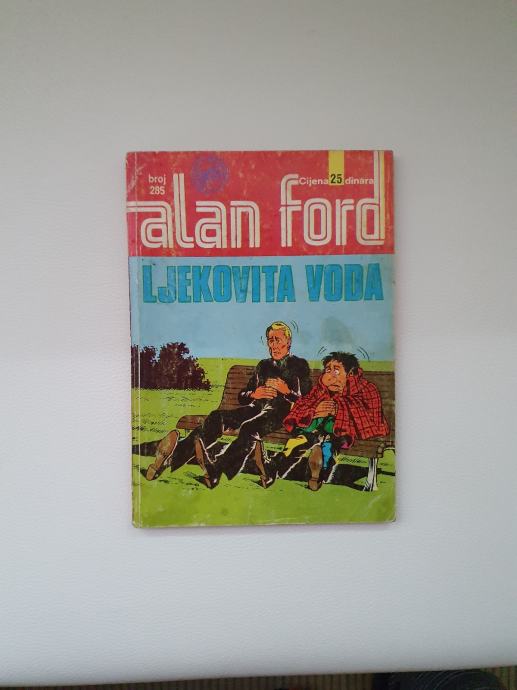 broj
285
Cijena 25 dinara
alan ford
LJEKOVITA VODA